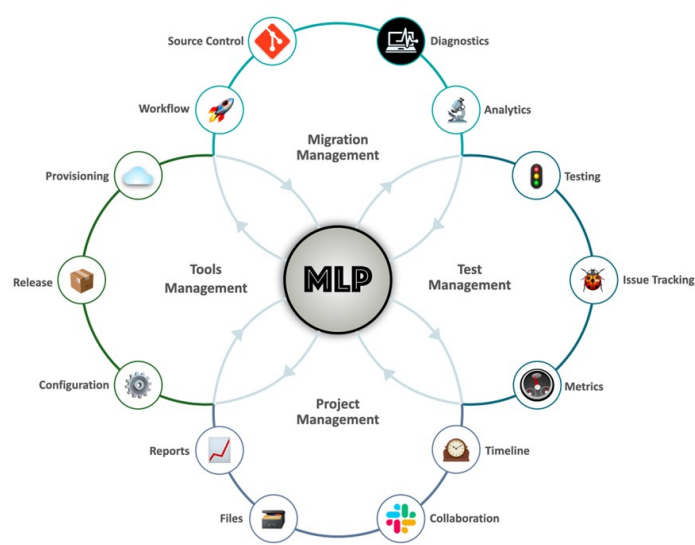 Source Control
Diagnostics
Workflow
Analytics
Migration
Management
Provisioning
Testing
Tools
Management
MLP
Test
Management
Release
Issue Tracking
Configuration
Metrics
Project
Management
Reports
Timeline
Files
Collaboration